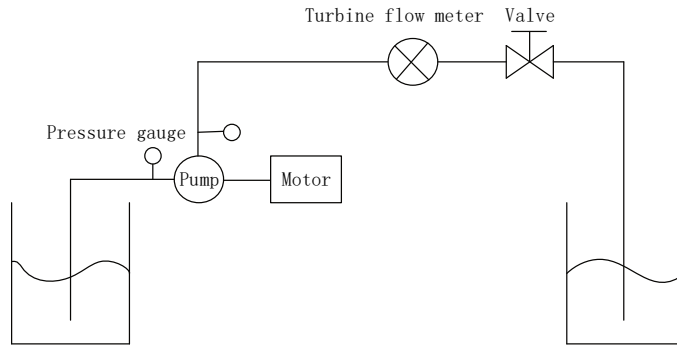 Turbine flow meter
Valve
Pressure gauge
Pump
Motor